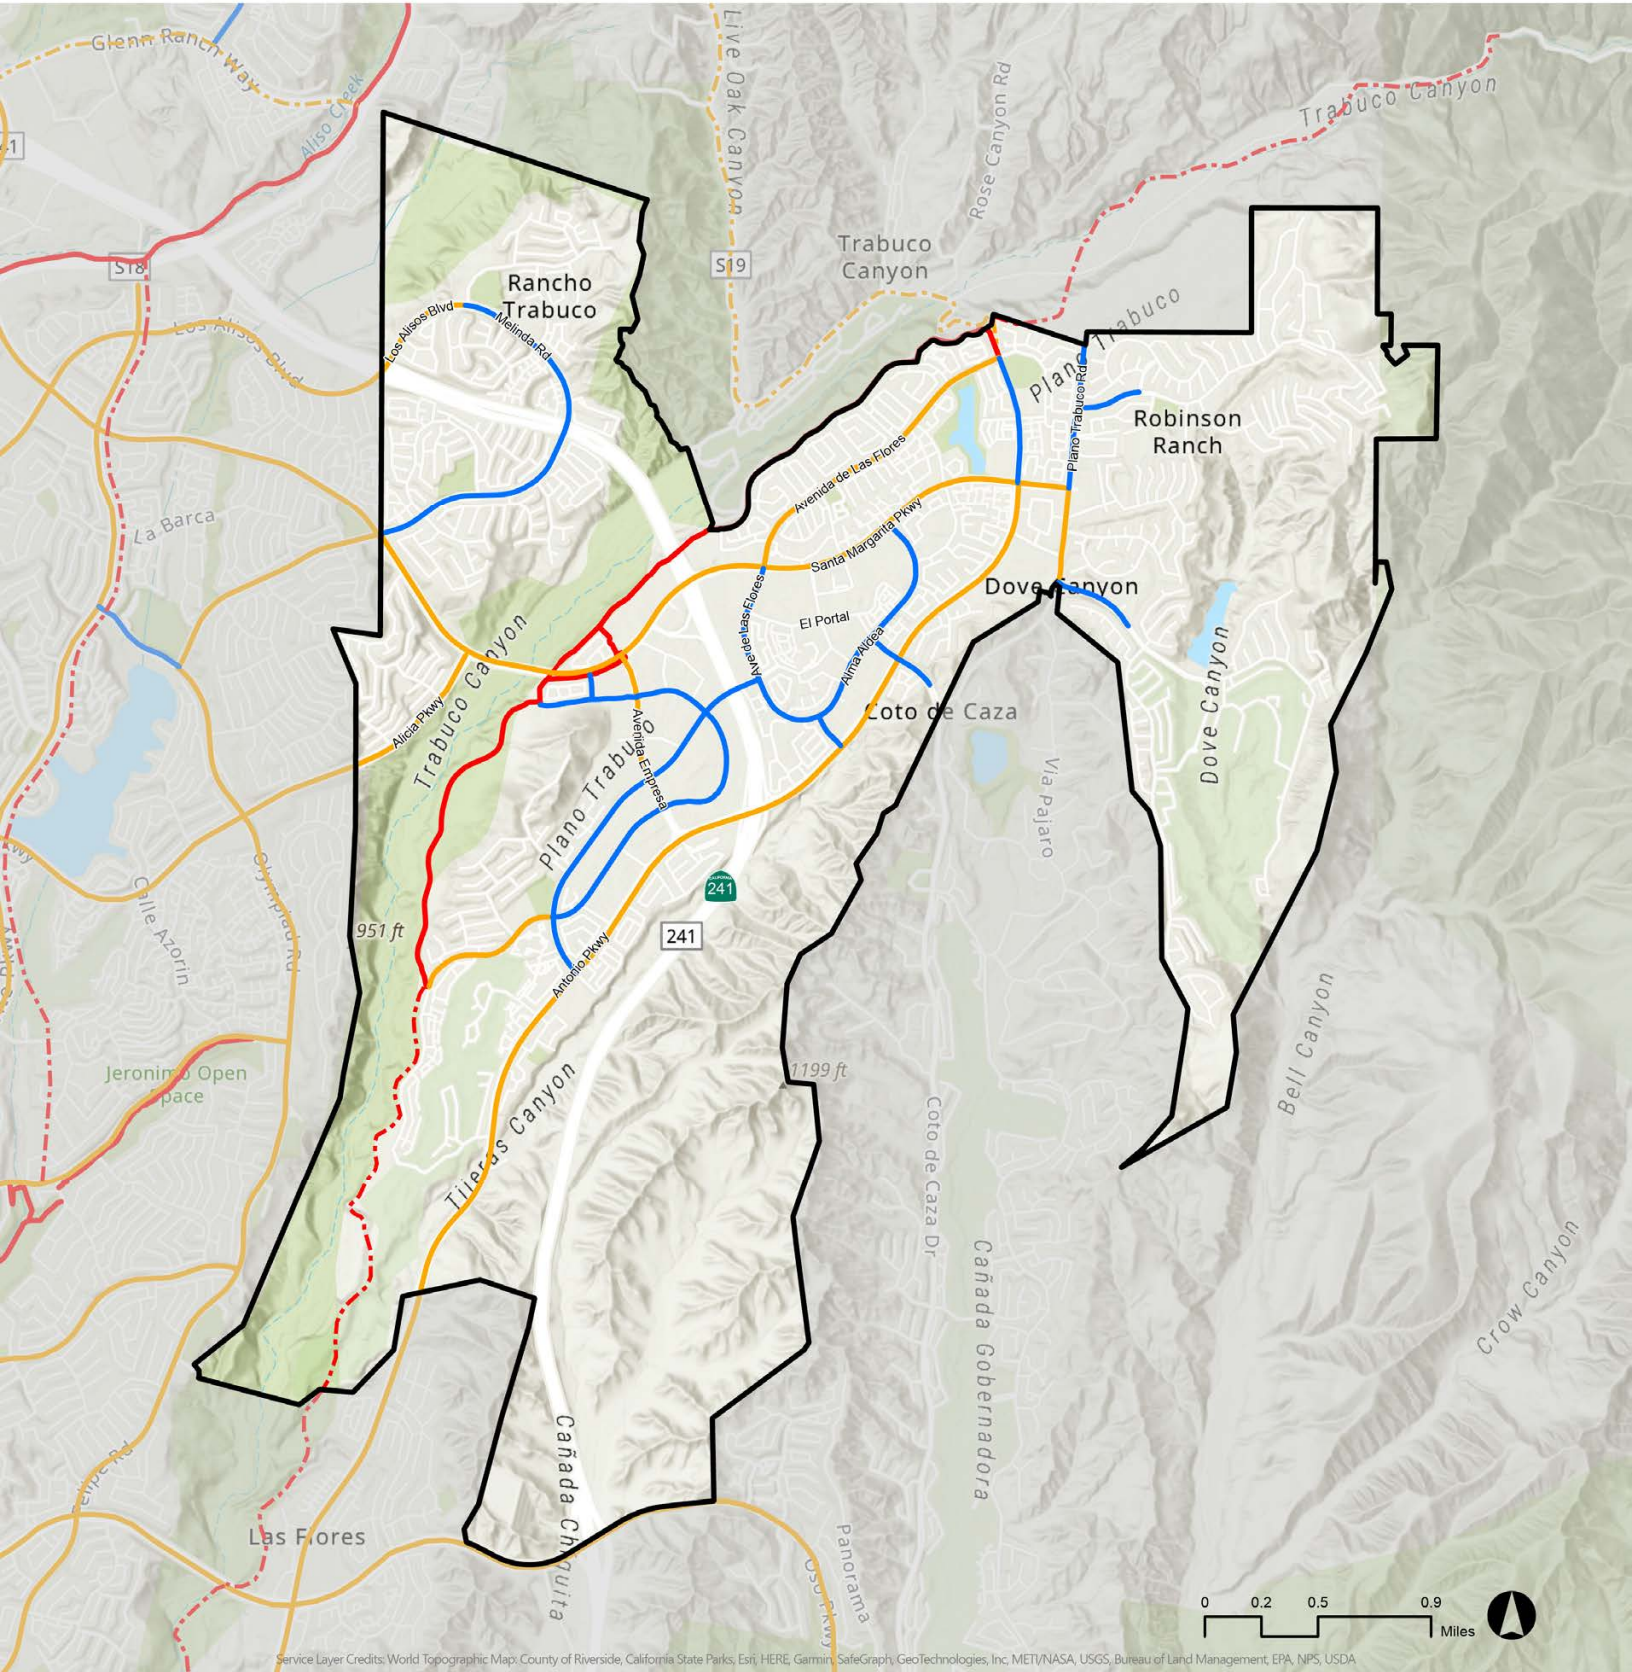 Glenn Ranch Way
Aliso Creek
Live Oak Canyon
Rose Canyon Rd
Trabuco Canyon
S18
S19
Trabuco
Canyon
Rancho
Trabuco
Los Alisos Blvd
Los Alisos Blvd
Melinda Rd
Plano Trabuco
Plano Trabuco Rd
Robinson
Ranch
Avenida de Las Flores
Santa Margarita Pkwy
La Barca
Dove Canyon
Ave de Las Flores
El Portal
Alma Aldea
Trabuco Canyon
Alicia Pkwy
Coto de Caza
Dove Canyon
Plano Trabuco
Avenida Empresa
Via Pajaro
CALIFORNIA
241
241
Calle Azorin
Olympiad Rd
951 ft
Antonio Pkwy
Bell Canyon
Jeronimo Open
Space
Tijeras Canyon
1199 ft
Coto de Caza Dr
Cañada Gobernadora
Crow Canyon
Cañada Chiquita
Felipe Rd
Las Flores
Oso Pkwy
Panorama
0 0.2 0.5 0.9
Miles
Service Layer Credits: World Topographic Map: County of Riverside, California State Parks, Esri, HERE, Garmin, SafeGraph, GeoTechnologies, Inc, METI/NASA, USGS, Bureau of Land Management, EPA, NPS, USDA